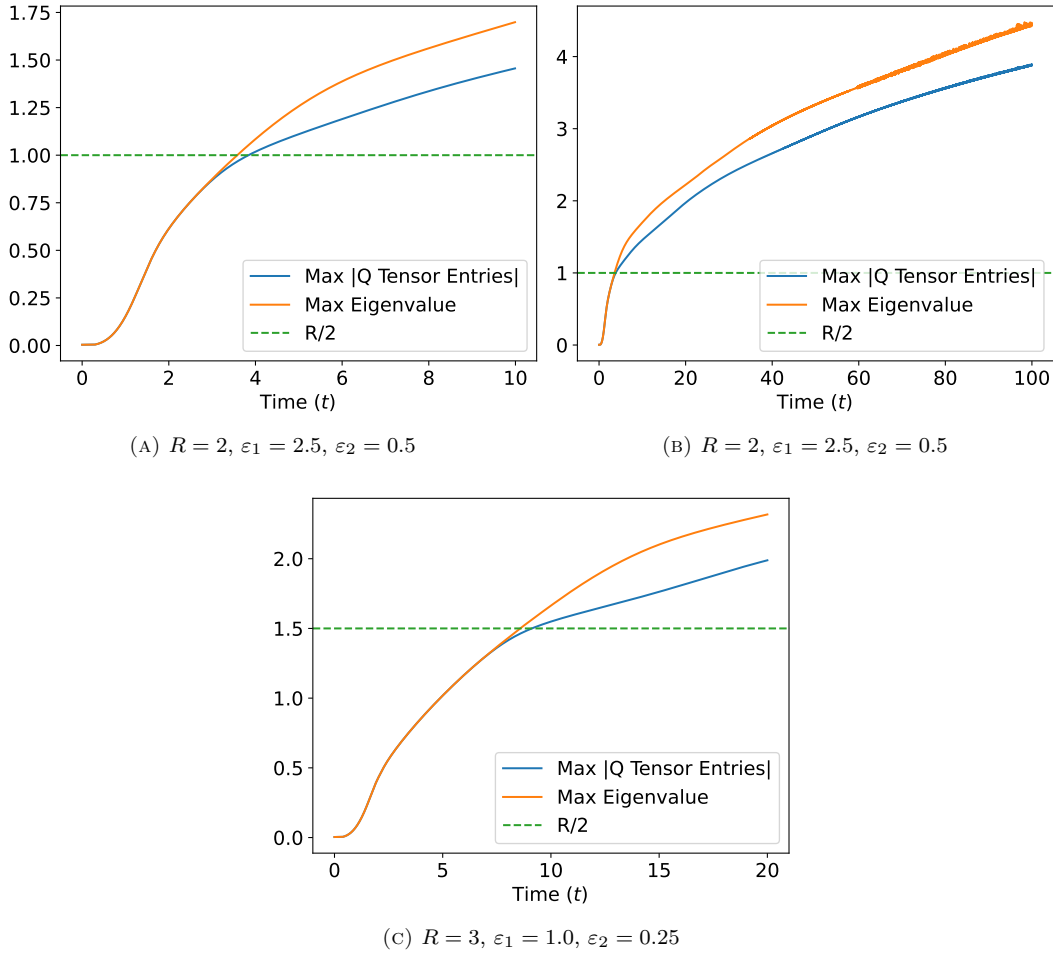 1.75
1.50
1.25
1.00
0.75
0.50
0.25
0.00
Max |Q Tensor Entries|
Max Eigenvalue
R/2
0 2 4 6 8 10
Time (t)
(A) R = 2, ε1 = 2.5, ε2 = 0.5
4
3
2
1
0
Max |Q Tensor Entries|
Max Eigenvalue
R/2
0 20 40 60 80 100
Time (t)
(B) R = 2, ε1 = 2.5, ε2 = 0.5
2.0
1.5
1.0
0.5
0.0
Max |Q Tensor Entries|
Max Eigenvalue
R/2
0 5 10 15 20
Time (t)
(C) R = 3, ε1 = 1.0, ε2 = 0.25